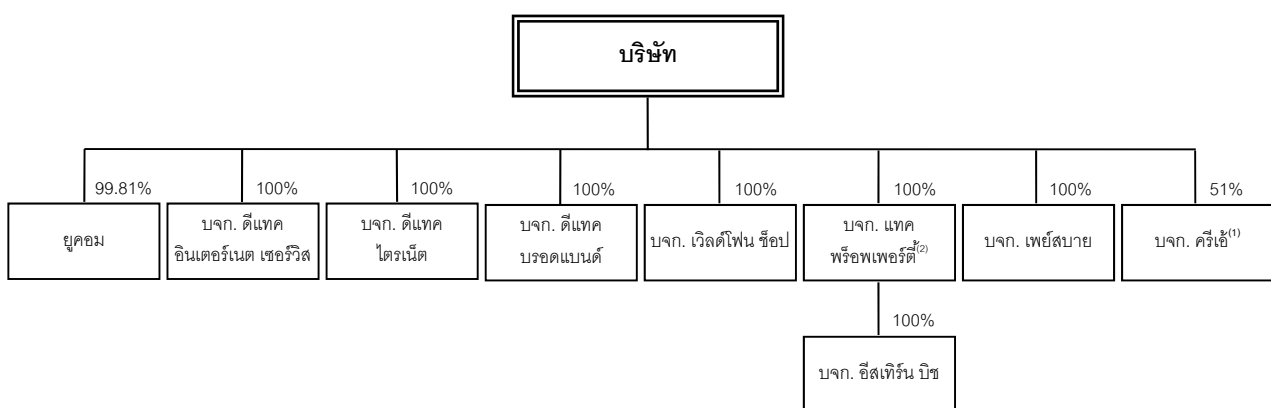 บริษัท
99.81%
100%
100%
100%
100%
100%
100%
51%
ยูคอม
บจก. ดีแทค
อินเตอร์เนต เซอร์วิส
บจก. ดีแทค
ไตรเน็ต
บจก. ดีแทค
บรอดแบนด์
บจก. เวิลด์โฟน ช็อป
บจก. แทค
พร็อพเพอร์ตี้(2)
บจก. เพย์สบาย
บจก. ครีเอ้(1)
100%
บจก. อีสเทิร์น บิช